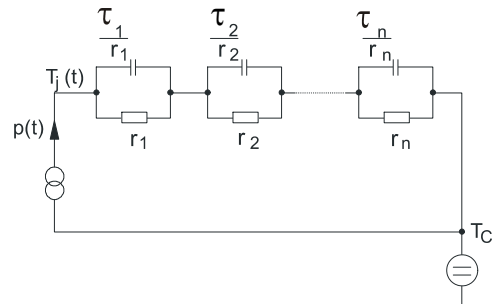 τ1/r1 τ2/r2 τn/rn
Tj (t)
r1 r2 rn
p(t)
TC